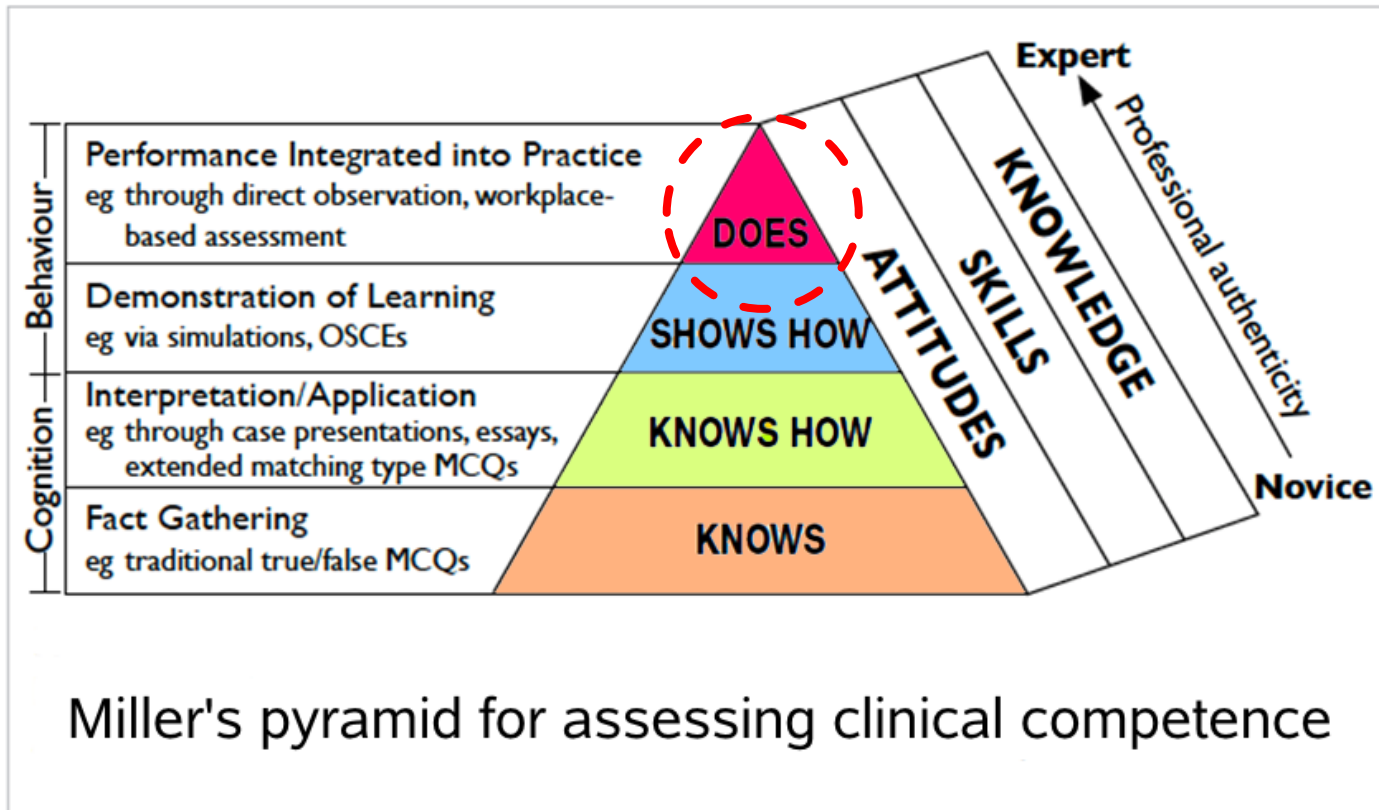 Expert
Professional authenticity
Novice
KNOWLEDGE
SKILLS
ATTITUDES
Behaviour
Performance Integrated into Practice
eg through direct observation, workplace-
based assessment
DOES
Demonstration of Learning
eg via simulations, OSCEs
SHOWS HOW
Cognition
Interpretation/Application
eg through case presentations, essays,
extended matching type MCQs
KNOWS HOW
Fact Gathering
eg traditional true/false MCQs
KNOWS
Miller's pyramid for assessing clinical competence